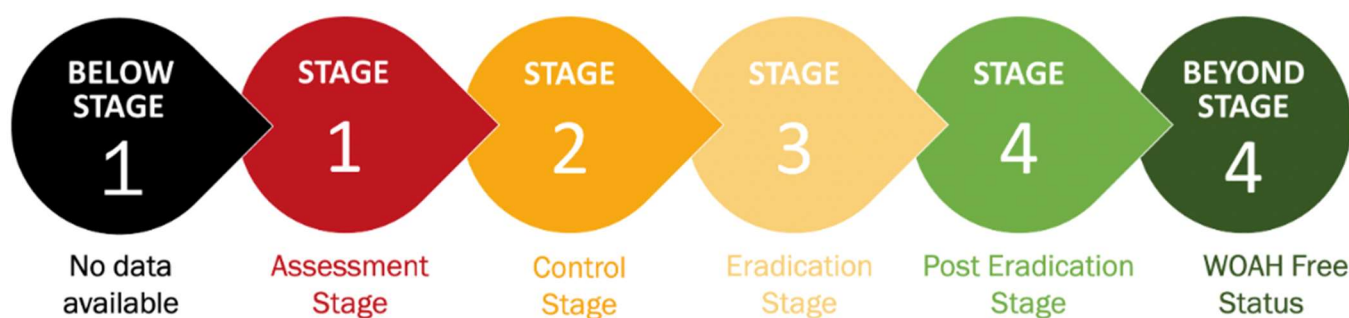 BELOW
STAGE
1
No data
available
STAGE
1
Assessment
Stage
STAGE
2
Control
Stage
STAGE
3
Eradication
Stage
STAGE
4
Post Eradication
Stage
BEYOND
STAGE
4
WOAH Free
Status